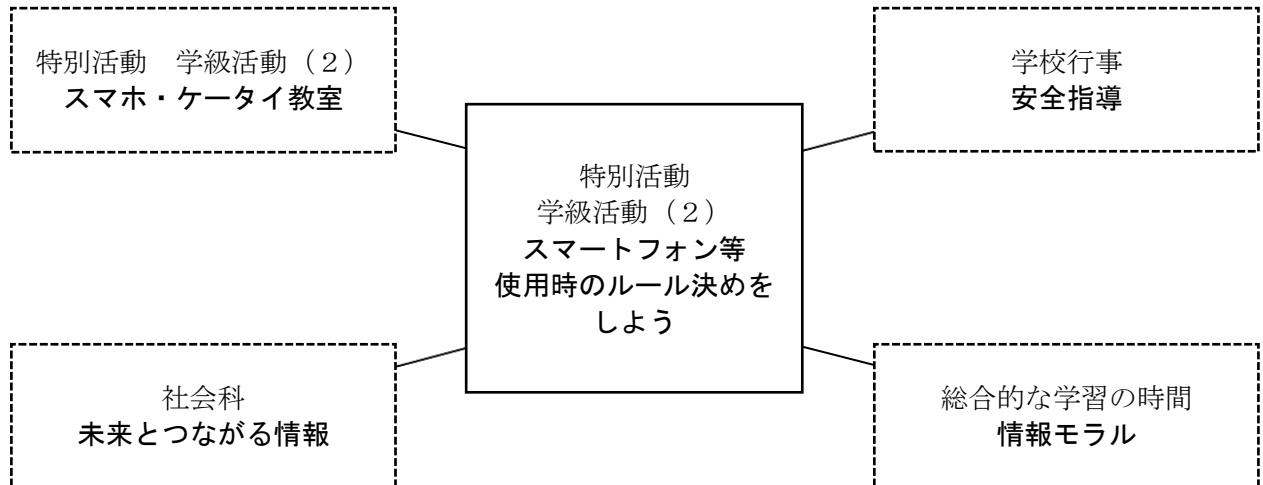 特別活動　学級活動（２）
スマホ・ケータイ教室
学校行事
安全指導
特別活動
学級活動（２）
スマートフォン等
使用時のルール決めを
しよう
社会科
未来とつながる情報
総合的な学習の時間
情報モラル